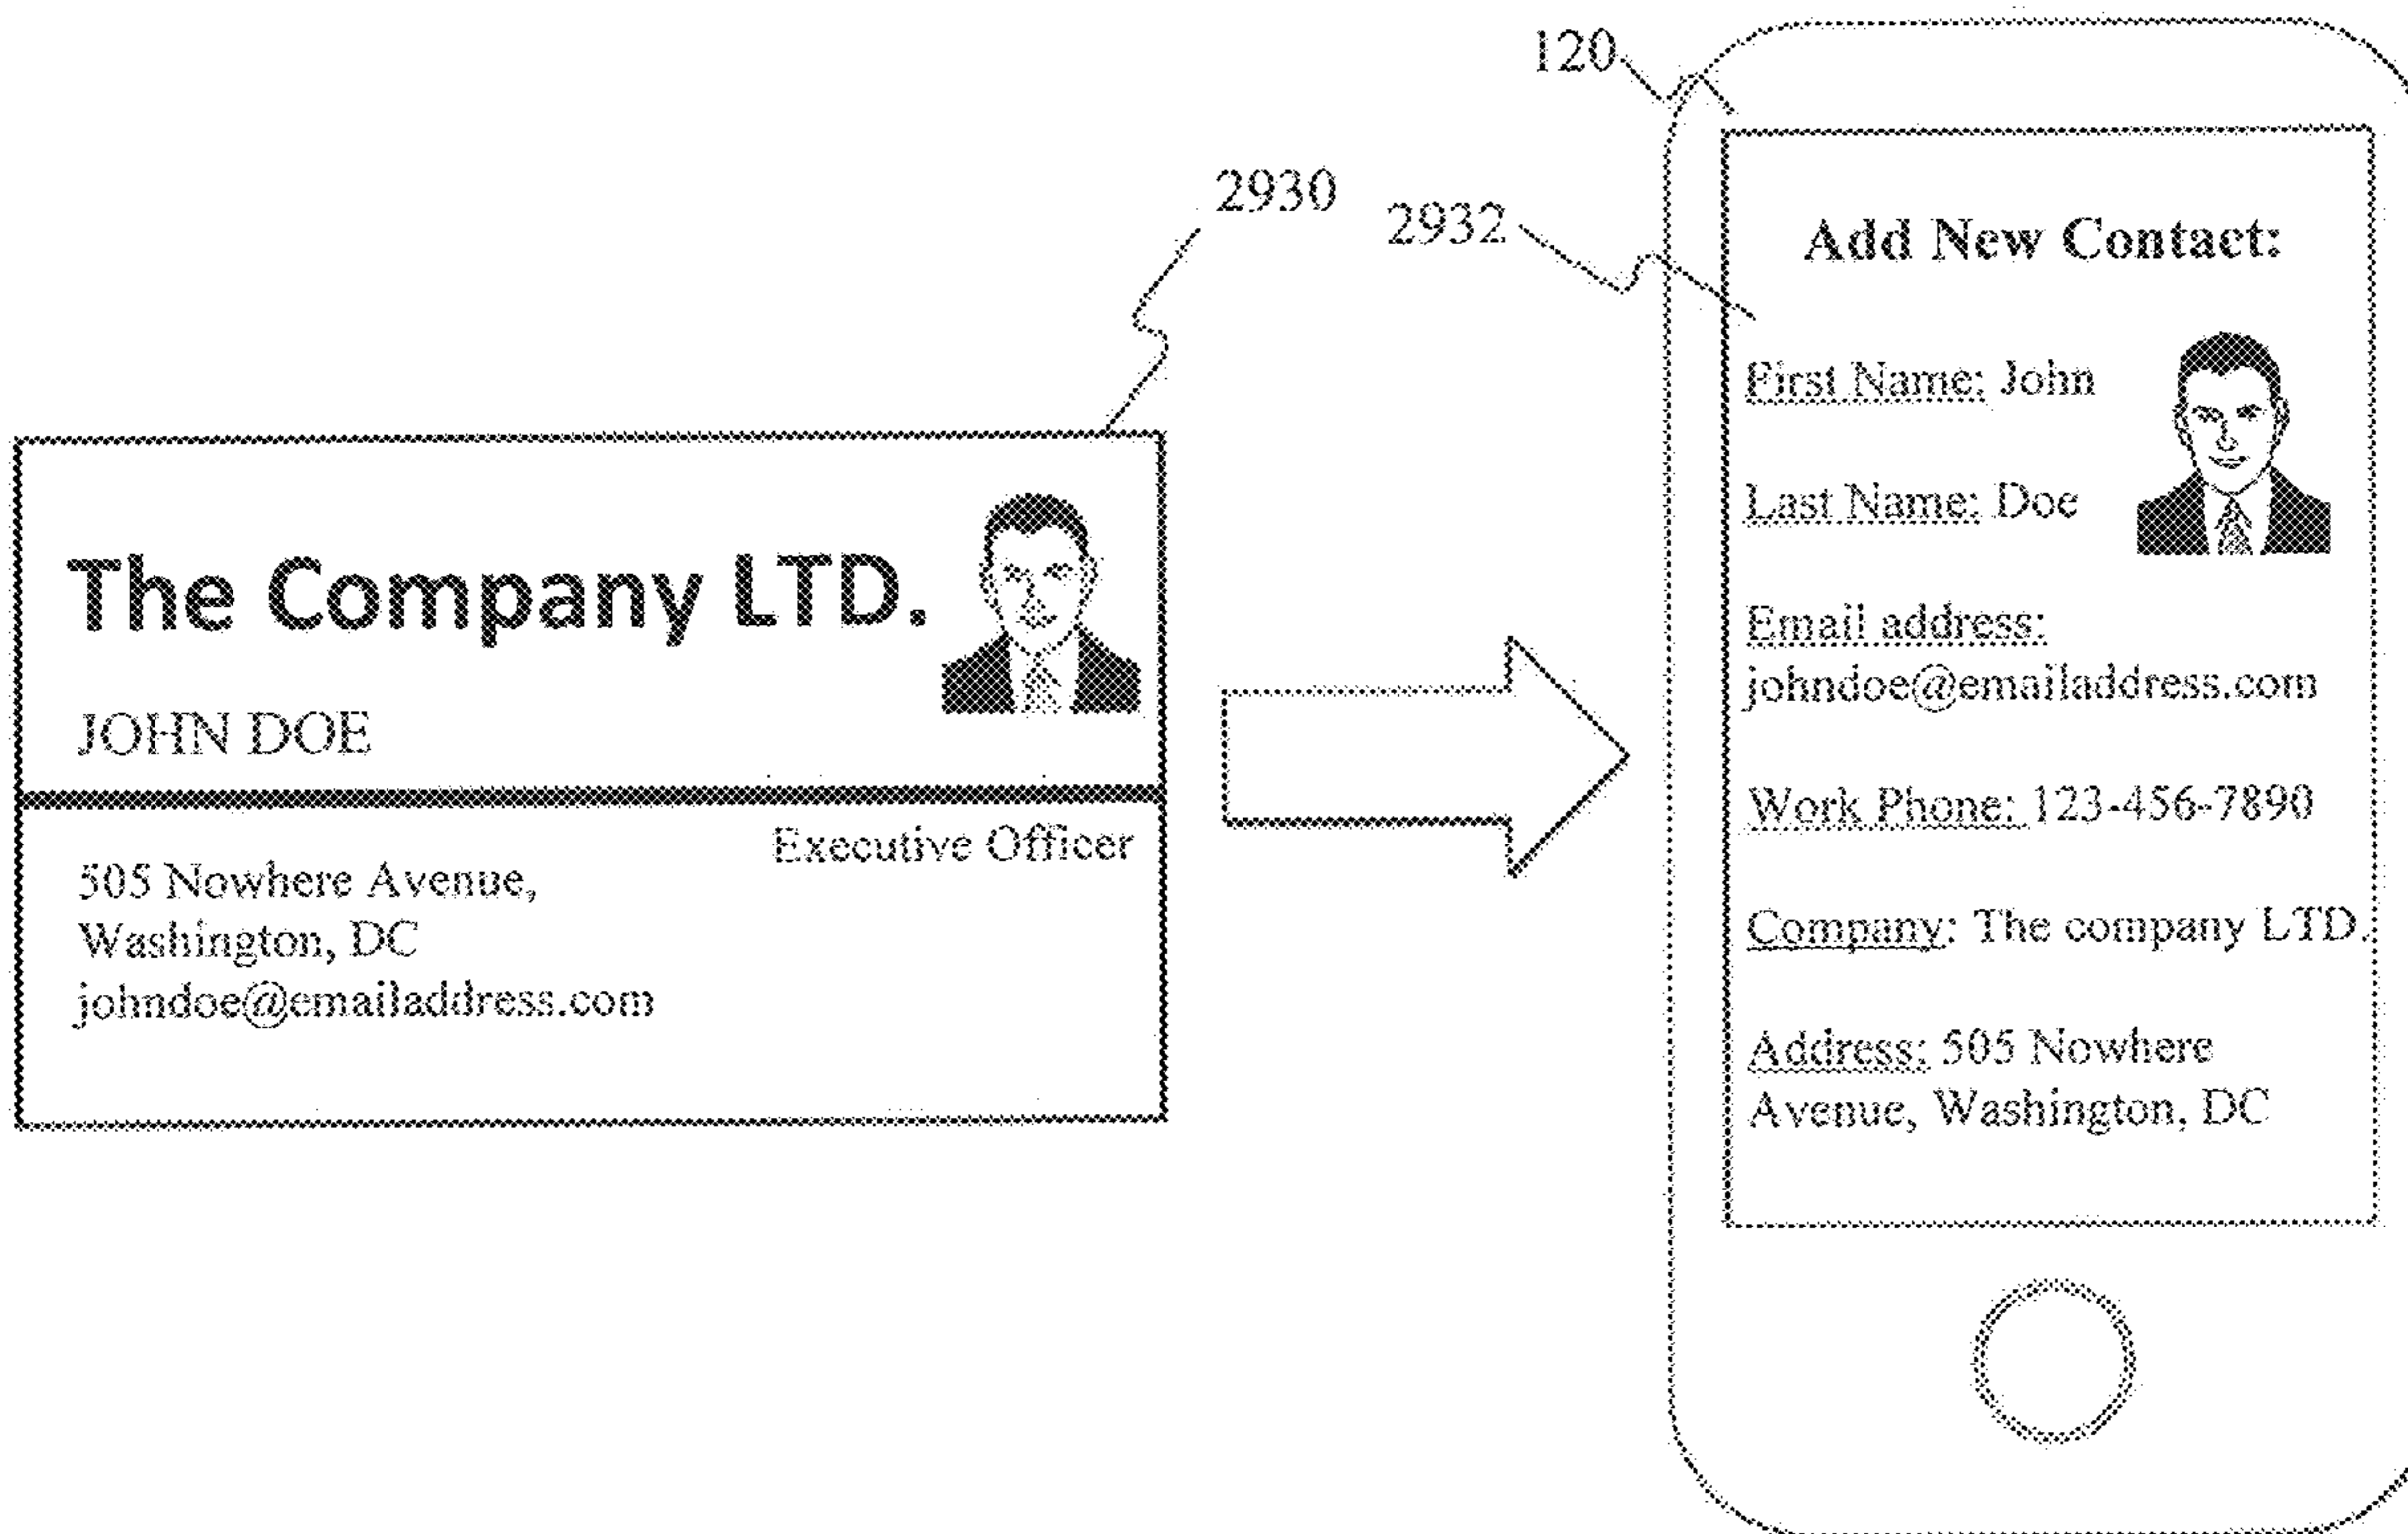 120
2930
2932
The Company LTD.
JOHN DOE
Executive Officer
505 Nowhere Avenue,
Washington, DC
johndoe@emailaddress.com
Add New Contact:
First Name: John
Last Name: Doe
Email address:
johndoe@emailaddress.com
Work Phone: 123-456-7890
Company: The company LTD.
Address: 505 Nowhere
Avenue, Washington, DC